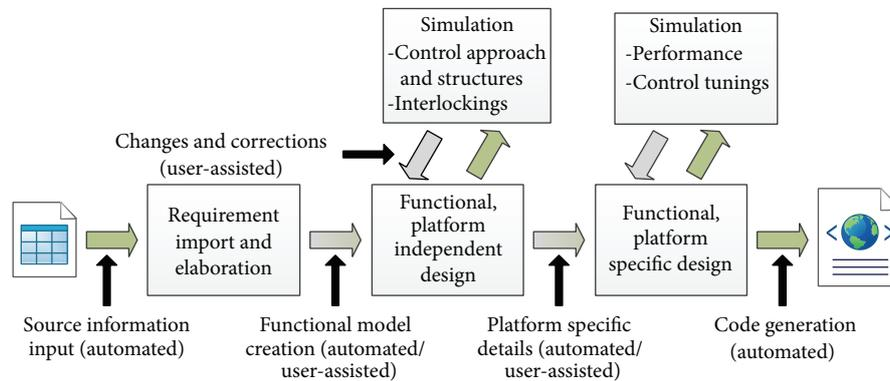 Simulation
-Control approach
and structures
-Interlockings
Simulation
-Performance
-Control tunings
Changes and corrections
(user-assisted)
Requirement
import and
elaboration
Functional,
platform
independent
design
Functional,
platform
specific design
Source information
input (automated)
Functional model
creation (automated/
user-assisted)
Platform specific
details (automated/
user-assisted)
Code generation
(automated)